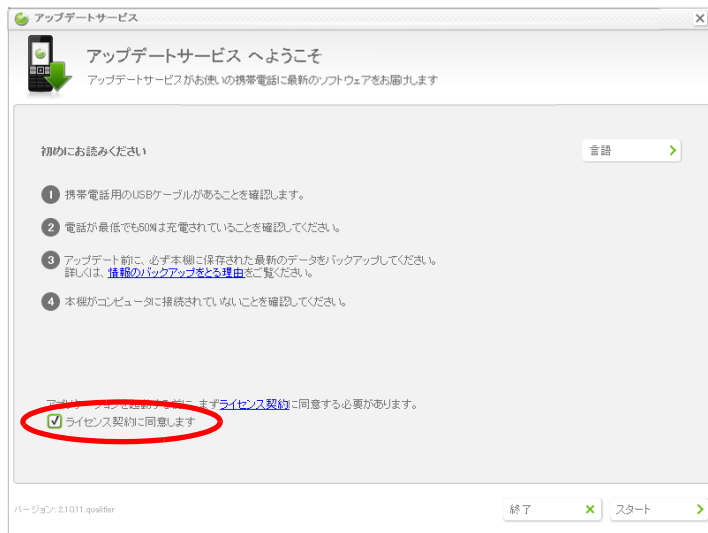 アップデートサービス
アップデートサービス へようこそ
アップデートサービスがお使いの携帯電話に最新のソフトウェアをお届けします
初めにお読みください
言語
1 携帯電話用のUSBケーブルがあることを確認します。
2 電話が最低でも50%は充電されていることを確認してください。
3 アップデート前に、必ず本機に保存された最新のデータをバックアップしてください。
詳しくは、情報のバックアップをとる理由をご覧ください。
4 本機がコンピュータに接続されていないことを確認してください。
アプリケーションを起動する前に、まずライセンス契約に同意する必要があります。
ライセンス契約に同意します
バージョン: 2.10.11.qualifier
終了
スタート